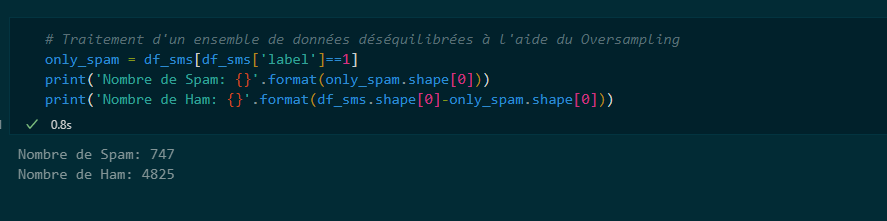 # Traitement d'un ensemble de données déséquilibrées à l'aide du Oversampling
only_spam = df_sms[df_sms['label']==1]
print('Nombre de Spam: {}'.format(only_spam.shape[0]))
print('Nombre de Ham: {}'.format(df_sms.shape[0]-only_spam.shape[0]))
0.8s
Nombre de Spam: 747
Nombre de Ham: 4825